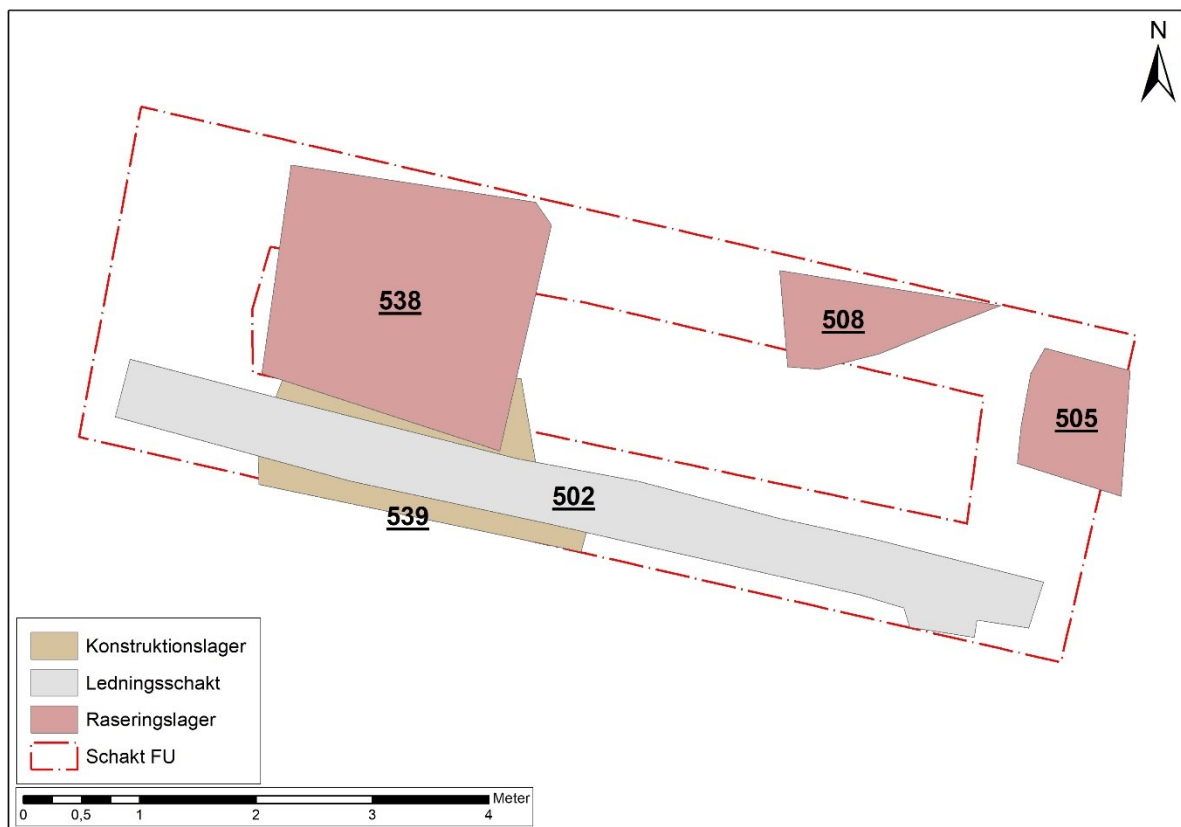 N
538
508
505
502
539
Konstruktionslager
Ledningsschakt
Raseringslager
Schakt FU
Meter
0 0,5 1 2 3 4